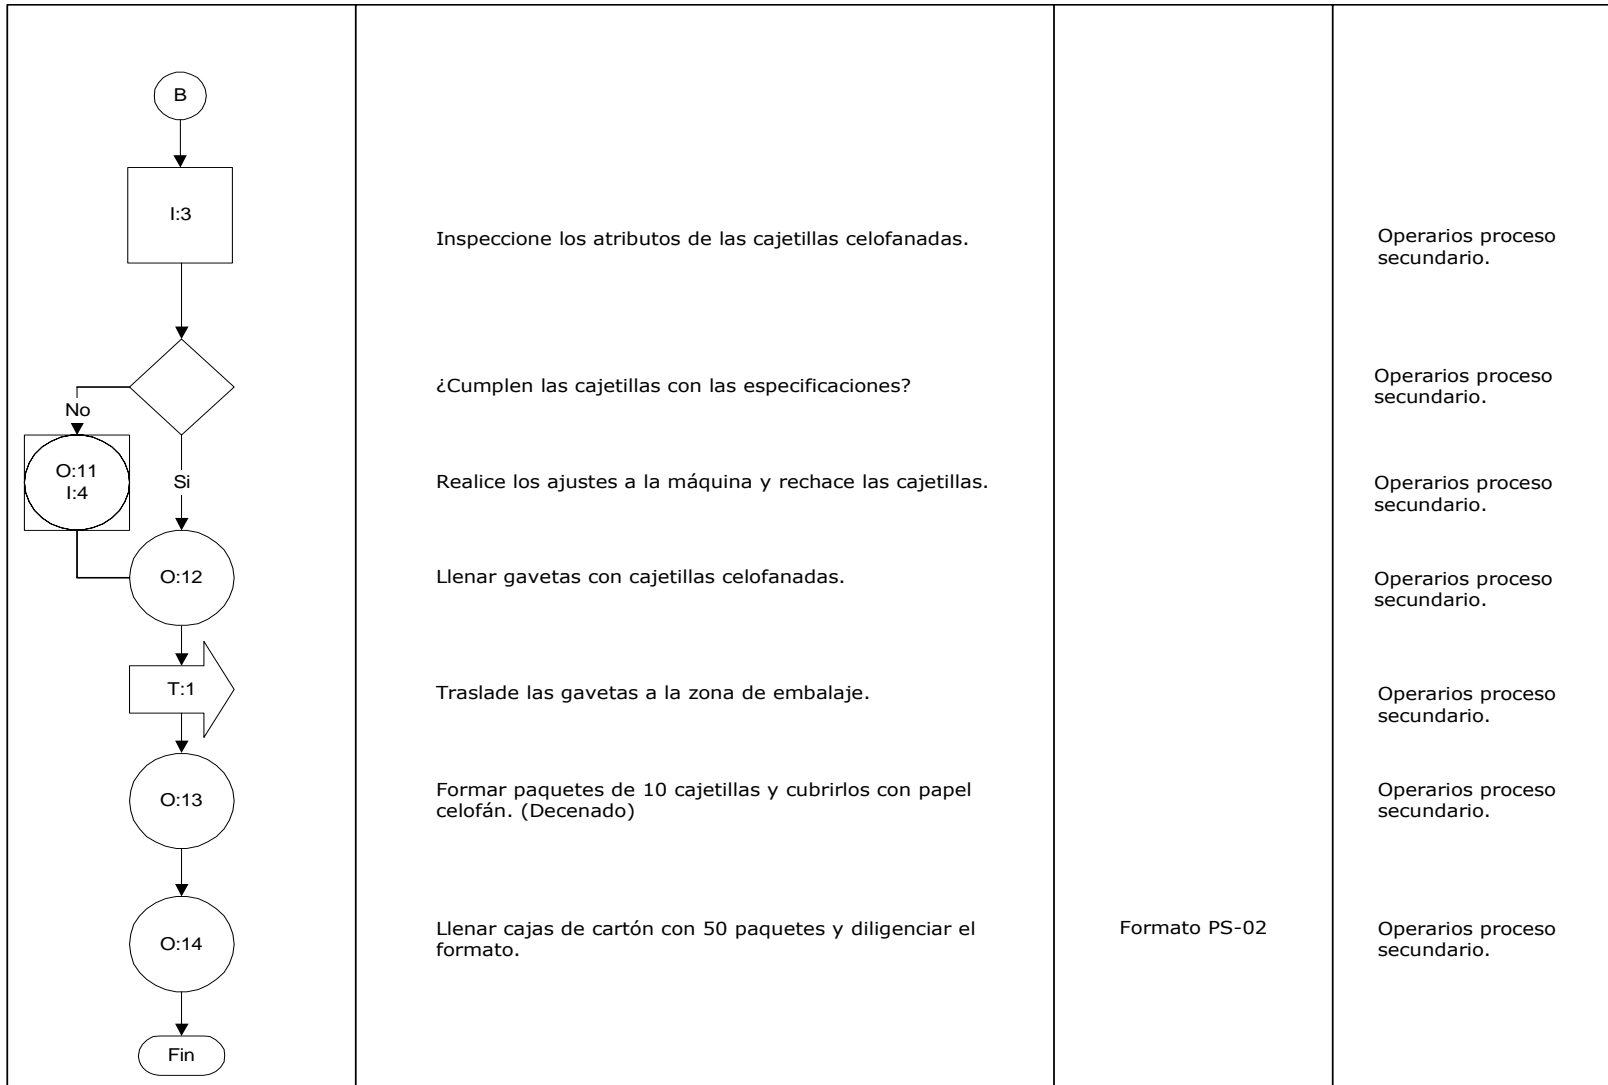 B
I:3
Inspeccione los atributos de las cajetillas celofanadas.
Operarios proceso
secundario.
¿Cumplen las cajetillas con las especificaciones?
Operarios proceso
secundario.
No
O:11
I:4
Si
Realice los ajustes a la máquina y rechace las cajetillas.
Operarios proceso
secundario.
O:12
Llenar gavetas con cajetillas celofanadas.
Operarios proceso
secundario.
T:1
Traslade las gavetas a la zona de embalaje.
Operarios proceso
secundario.
O:13
Formar paquetes de 10 cajetillas y cubrirlos con papel
celofán. (Decenado)
Operarios proceso
secundario.
O:14
Llenar cajas de cartón con 50 paquetes y diligenciar el
formato.
Formato PS-02
Operarios proceso
secundario.
Fin